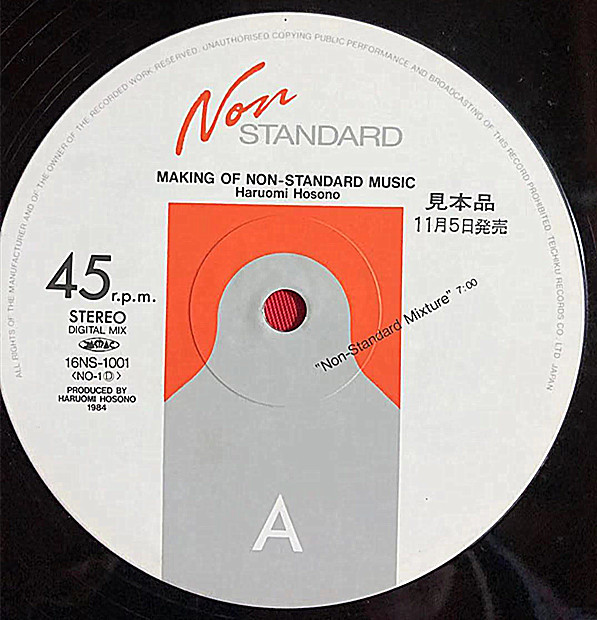 ALL RIGHTS OF THE MANUFACTURER AND OF THE OWNER OF THE RECORDED WORK RESERVED. UNAUTHORISED COPYING PUBLIC PERFORMANCE AND BROADCASTING OF THIS RECORD PROHIBITED. TEICHIKU RECORDS CO., LTD. JAPAN
Non
STANDARD
MAKING OF NON-STANDARD MUSIC
Haruomi Hosono
見本品
11月5日発売
45r.p.m.
STEREO
DIGITAL MIX
16NS-1001
〈NO-1Ⓓ〉
PRODUCED BY
HARUOMI HOSONO
1984
"Non-Standard Mixture" 7:00
A